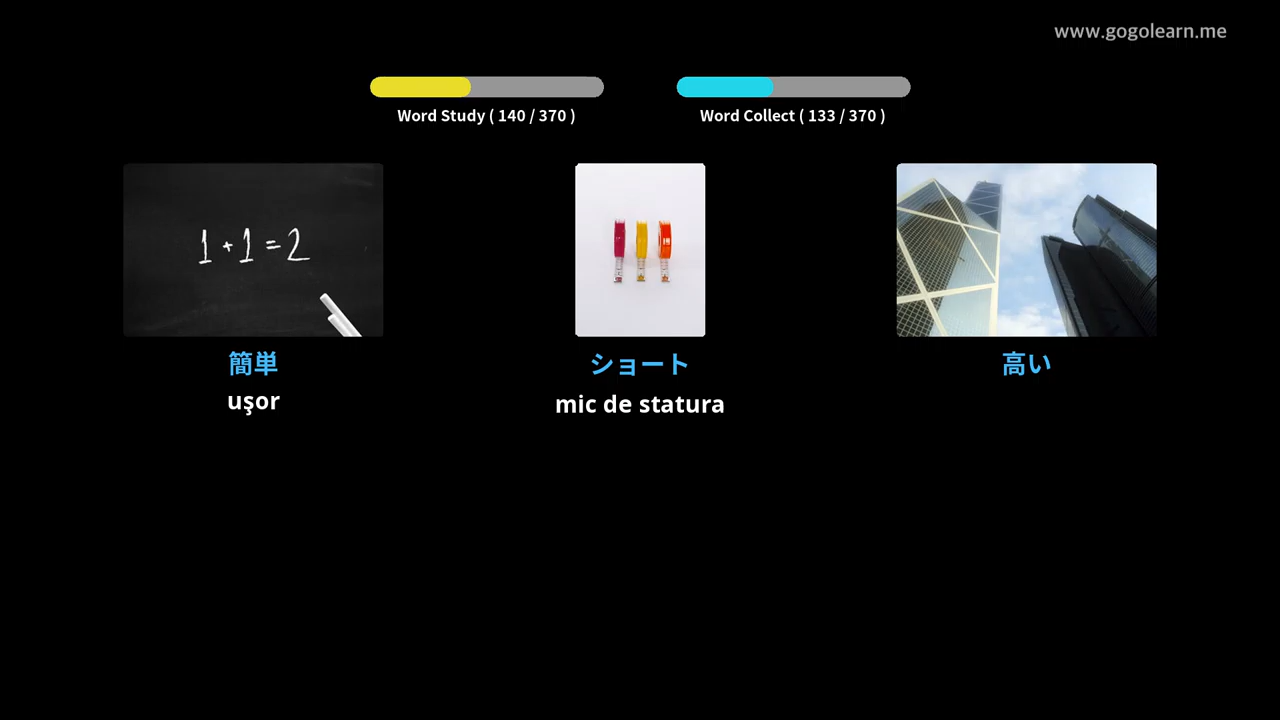 www.gogolearn.me
Word Study ( 140 / 370 )
Word Collect ( 133 / 370 )
1 + 1 = 2
簡単
ショート
高い
uşor
mic de statura